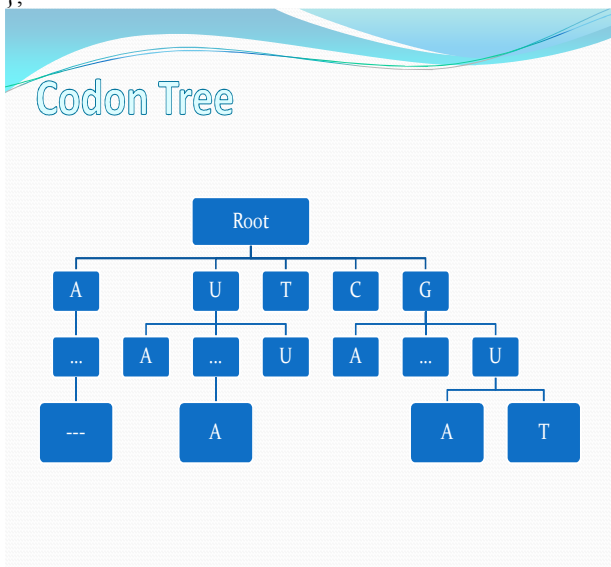 };
Codon Tree
Root
A U T C G
... A ... U A ... U
--- A A T